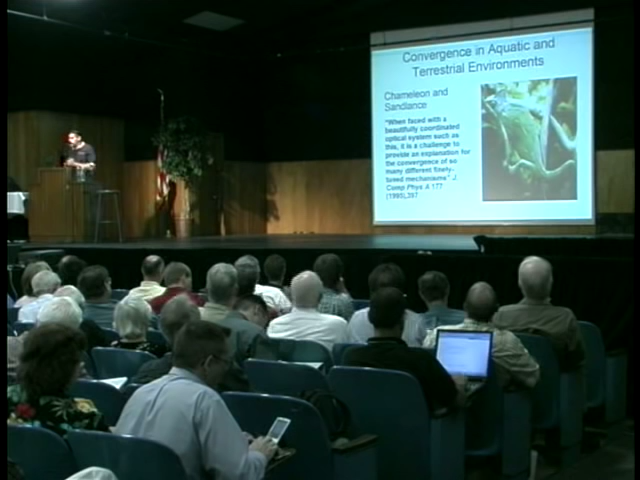 Convergence in Aquatic and
Terrestrial Environments
Chameleon and
Sandlance
"When faced with a
beautifully coordinated
optical system such as
this, it is a challenge to
provide an explanation for
the convergence of so
many different finely-
tuned mechanisms" J.
Comp Phys A 177